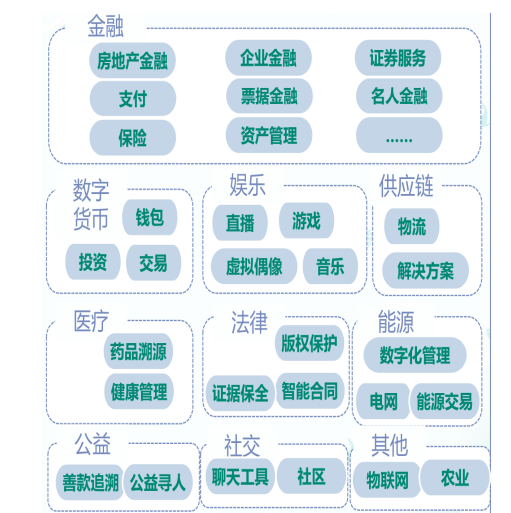 金融
房地产金融 企业金融 证券服务
支付 票据金融 名人金融
保险 资产管理 ……
数字
货币
钱包
投资 交易
娱乐
直播 游戏
虚拟偶像 音乐
供应链
物流
解决方案
医疗
药品溯源
健康管理
法律
版权保护
证据保全 智能合同
能源
数字化管理
电网 能源交易
公益
善款追溯 公益寻人
社交
聊天工具 社区
其他
物联网 农业